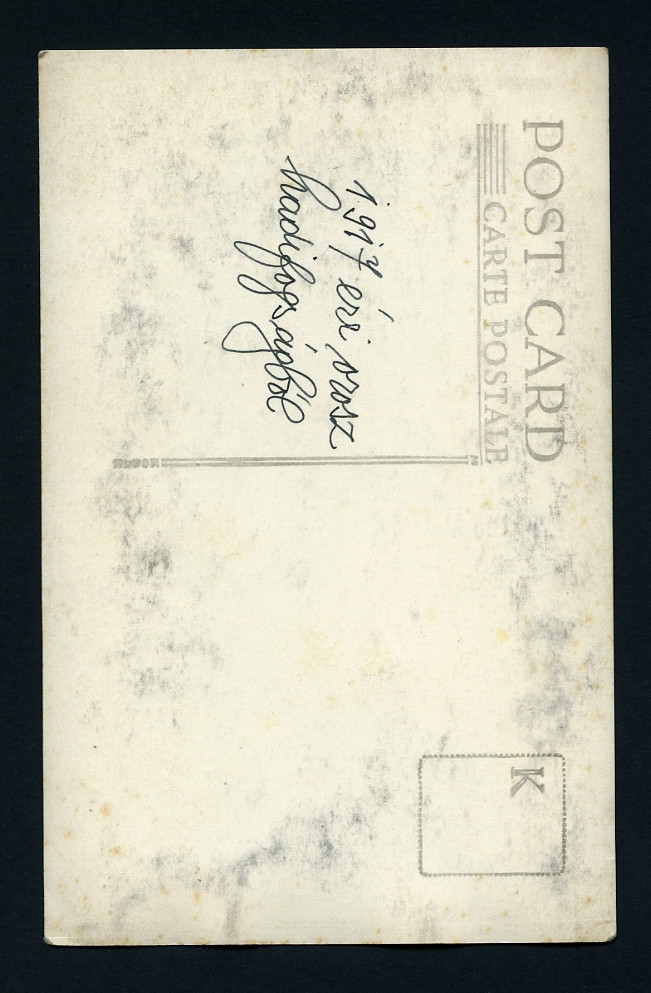 POST CARD
CARTE POSTALE
1917 évi orosz
hadifogságból
K